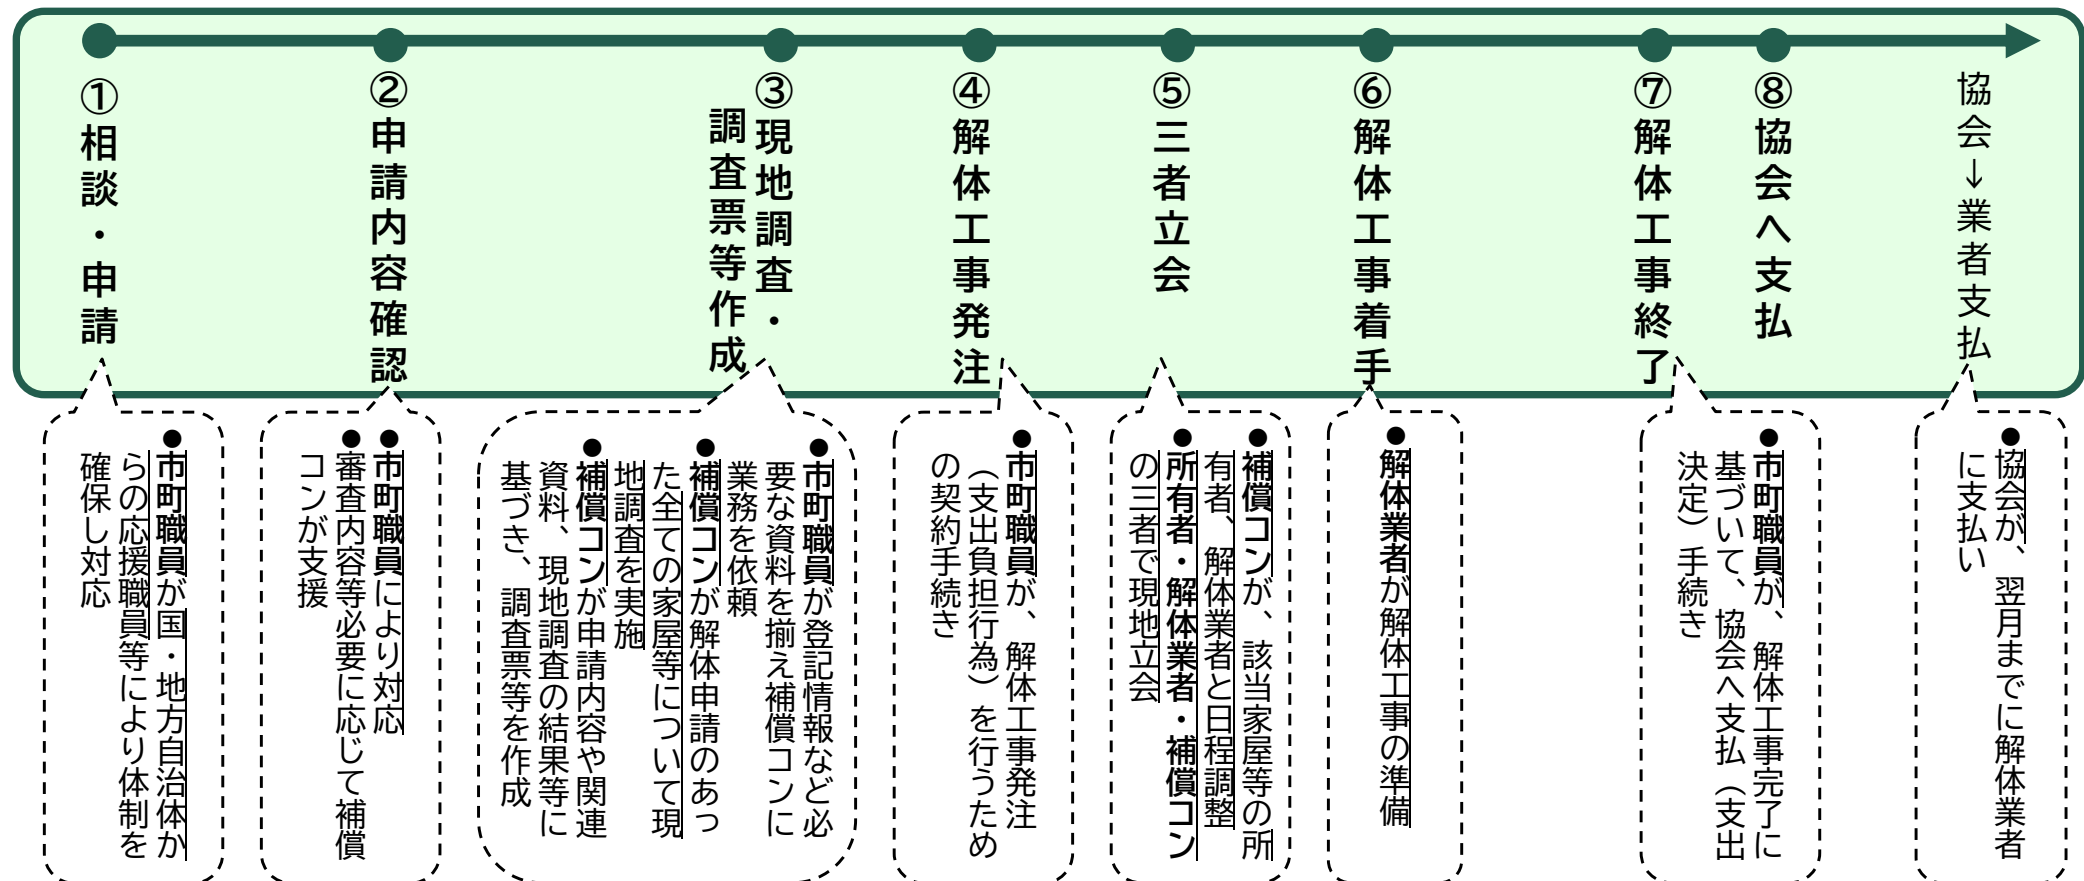 ①相談・申請
②申請内容確認
③現地調査・
調査票等作成
④解体工事発注
⑤三者立会
⑥解体工事着手
⑦解体工事終了
⑧協会へ支払
協会→業者支払
●市町職員が国・地方自治体か
らの応援職員等により体制を
確保し対応
●市町職員により対応
●審査内容等必要に応じて補償
コンが支援
●市町職員が登記情報など必
要な資料を揃え補償コンに
業務を依頼
●補償コンが解体申請のあっ
た全ての家屋等について現
地調査を実施
●補償コンが申請内容や関連
資料、現地調査の結果等に
基づき、調査票等を作成
●市町職員が、解体工事発注
（支出負担行為）を行うため
の契約手続き
●補償コンが、該当家屋等の所
有者、解体業者と日程調整
●所有者・解体業者・補償コン
の三者で現地立会
●解体業者が解体工事の準備
●市町職員が、解体工事完了に
基づいて、協会へ支払（支出
決定）手続き
●協会が、翌月までに解体業者
に支払い